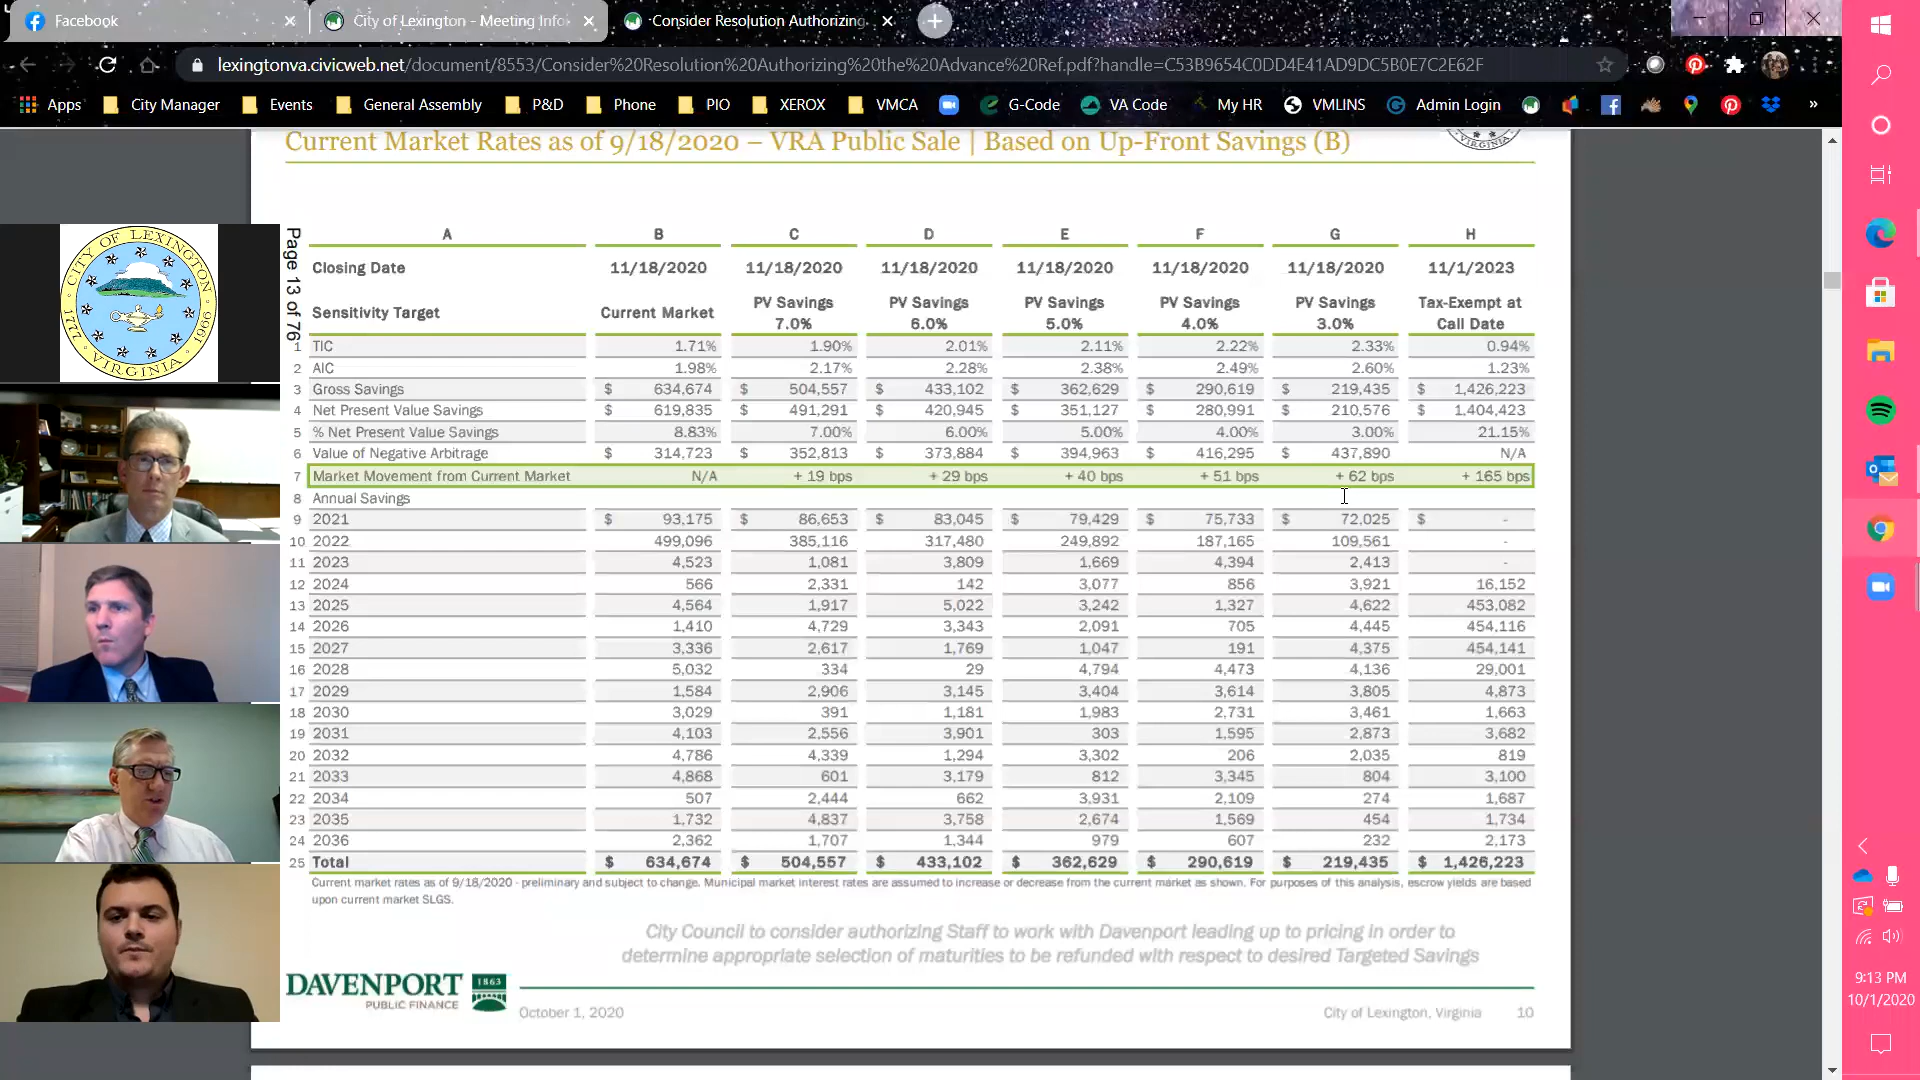 Facebook
City of Lexington - Meeting Info
Consider Resolution Authorizing
lexingtonva.civicweb.net/document/8553/Consider%20Resolution%20Authorizing%20the%20Advance%20Ref.pdf?handle=C53B9654C0DD4E41AD9DC5B0E7C2E62F
Apps City Manager Events General Assembly P&D Phone PIO XEROX VMCA G-Code VA Code My HR VMLINS Admin Login »
Current Market Rates as of 9/18/2020 – VRA Public Sale | Based on Up-Front Savings (B)
VIRGINIA
CITY OF LEXINGTON
1777 VIRGINIA 1966
Page 13 of 76
A B C D E F G H
Closing Date 11/18/2020 11/18/2020 11/18/2020 11/18/2020 11/18/2020 11/18/2020 11/1/2023
Sensitivity Target Current Market PV Savings 7.0% PV Savings 6.0% PV Savings 5.0% PV Savings 4.0% PV Savings 3.0% Tax-Exempt at Call Date
1 TIC 1.71% 1.90% 2.01% 2.11% 2.22% 2.33% 0.94%
2 AIC 1.98% 2.17% 2.28% 2.38% 2.49% 2.60% 1.23%
3 Gross Savings $ 634,674 $ 504,557 $ 433,102 $ 362,629 $ 290,619 $ 219,435 $ 1,426,223
4 Net Present Value Savings $ 619,835 $ 491,291 $ 420,945 $ 351,127 $ 280,991 $ 210,576 $ 1,404,423
5 % Net Present Value Savings 8.83% 7.00% 6.00% 5.00% 4.00% 3.00% 21.15%
6 Value of Negative Arbitrage $ 314,723 $ 352,813 $ 373,884 $ 394,963 $ 416,295 $ 437,890 N/A
7 Market Movement from Current Market N/A + 19 bps + 29 bps + 40 bps + 51 bps + 62 bps + 165 bps
8 Annual Savings
9 2021 $ 93,175 $ 86,653 $ 83,045 $ 79,429 $ 75,733 $ 72,025 $ -
10 2022 499,096 385,116 317,480 249,892 187,165 109,561 -
11 2023 4,523 1,081 3,809 1,669 4,394 2,413 -
12 2024 566 2,331 142 3,077 856 3,921 16,152
13 2025 4,564 1,917 5,022 3,242 1,327 4,622 453,082
14 2026 1,410 4,729 3,343 2,091 705 4,445 454,116
15 2027 3,336 2,617 1,769 1,047 191 4,375 454,141
16 2028 5,032 334 29 4,794 4,473 4,136 29,001
17 2029 1,584 2,906 3,145 3,404 3,614 3,805 4,873
18 2030 3,029 391 1,181 1,983 2,731 3,461 1,663
19 2031 4,103 2,556 3,901 303 1,595 2,873 3,682
20 2032 4,786 4,339 1,294 3,302 206 2,035 819
21 2033 4,868 601 3,179 812 3,345 804 3,100
22 2034 507 2,444 662 3,931 2,109 274 1,687
23 2035 1,732 4,837 3,758 2,674 1,569 454 1,734
24 2036 2,362 1,707 1,344 979 607 232 2,173
25 Total $ 634,674 $ 504,557 $ 433,102 $ 362,629 $ 290,619 $ 219,435 $ 1,426,223
Current market rates as of 9/18/2020 - preliminary and subject to change. Municipal market interest rates are assumed to increase or decrease from the current market as shown. For purposes of this analysis, escrow yields are based
upon current market SLGS.
City Council to consider authorizing Staff to work with Davenport leading up to pricing in order to
determine appropriate selection of maturities to be refunded with respect to desired Targeted Savings
DAVENPORT
PUBLIC FINANCE
1863
October 1, 2020
City of Lexington, Virginia 10
9:13 PM
10/1/2020